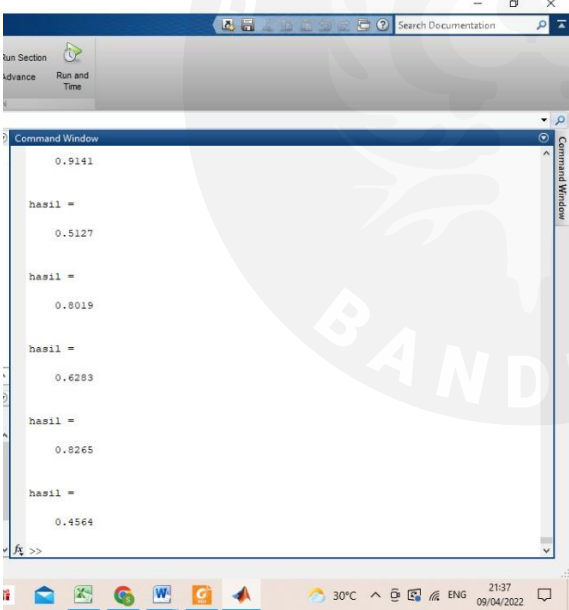 Search Documentation
Run Section
Advance
Run and
Time
Command Window
Command Window
0.9141
hasil =
0.5127
hasil =
0.8019
hasil =
0.6283
hasil =
0.8265
hasil =
0.4564
fx >>
BAND
30°C
ENG
21:37
09/04/2022